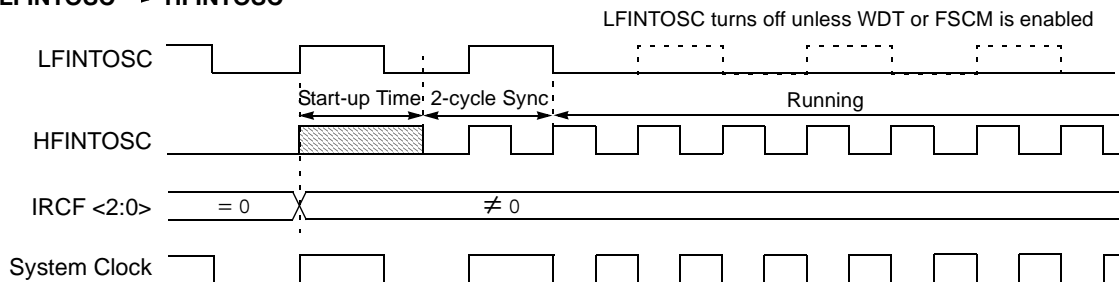 LFINTOSC turns off unless WDT or FSCM is enabled
LFINTOSC
Start-up Time 2-cycle Sync Running
HFINTOSC
IRCF <2:0> = 0 ≠ 0
System Clock